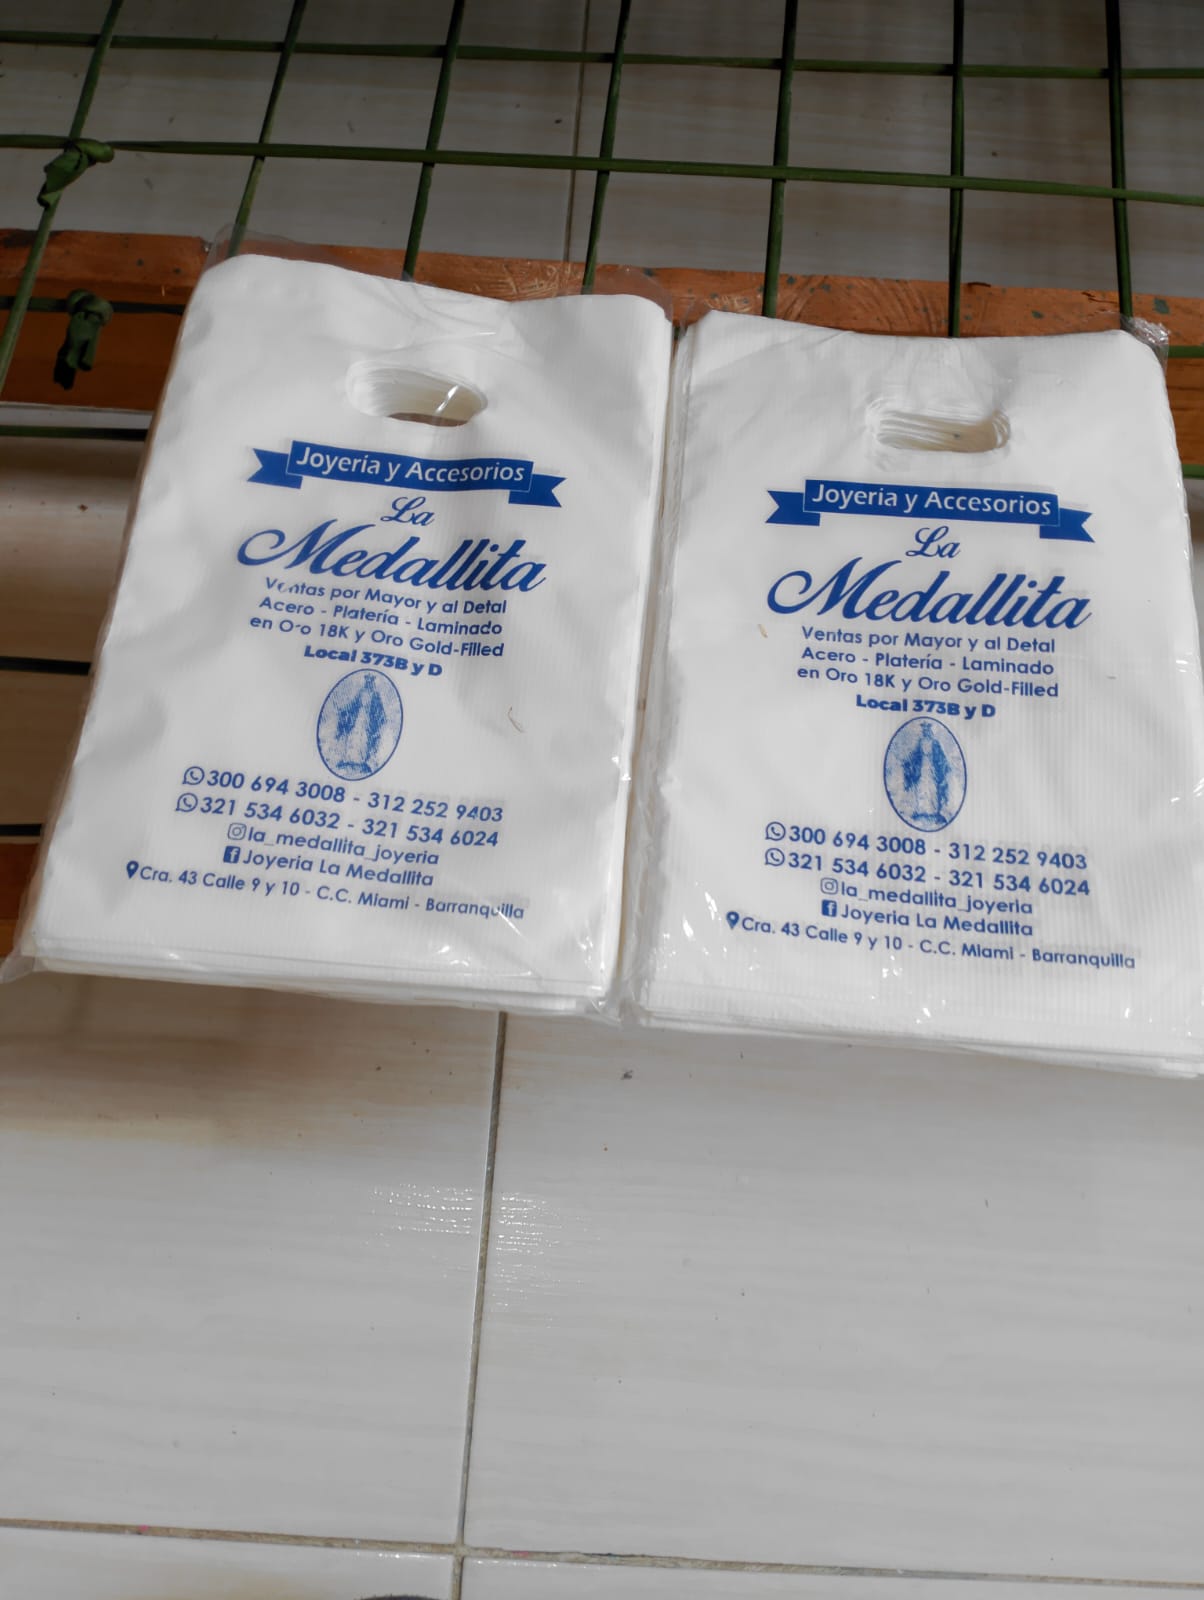 Joyería y Accesorios
La
Medallita
Ventas por Mayor y al Detal
Acero - Platería - Laminado
en Oro 18K y Oro Gold-Filled
Local 373B y D
300 694 3008 - 312 252 9403
321 534 6032 - 321 534 6024
la_medallita_joyeria
Joyeria La Medallita
Cra. 43 Calle 9 y 10 - C.C. Miami - Barranquilla
Joyería y Accesorios
La
Medallita
Ventas por Mayor y al Detal
Acero - Platería - Laminado
en Oro 18K y Oro Gold-Filled
Local 373B y D
300 694 3008 - 312 252 9403
321 534 6032 - 321 534 6024
la_medallita_joyeria
Joyeria La Medallita
Cra. 43 Calle 9 y 10 - C.C. Miami - Barranquilla